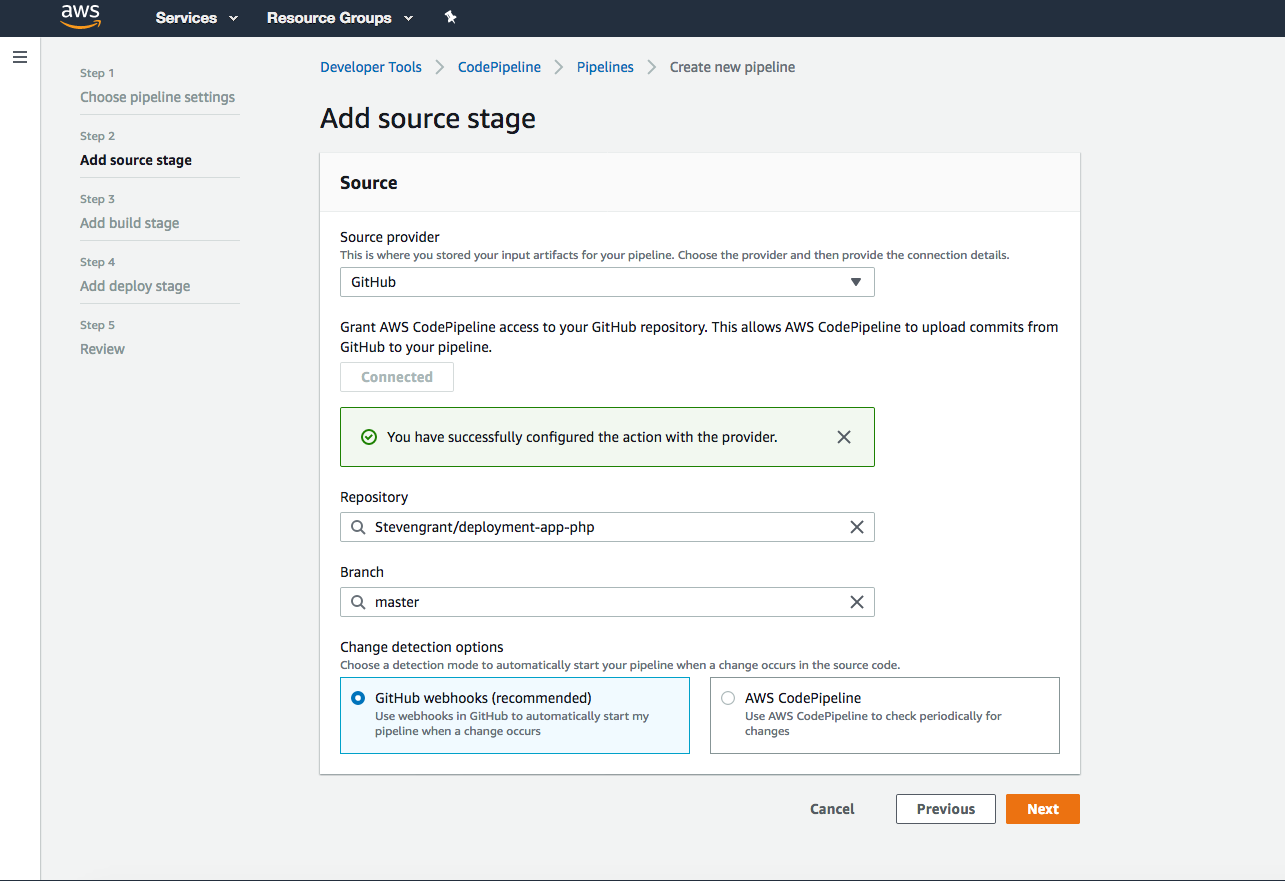 aws Services Resource Groups
Developer Tools CodePipeline Pipelines Create new pipeline
Step 1
Choose pipeline settings
Step 2
Add source stage
Step 3
Add build stage
Step 4
Add deploy stage
Step 5
Review
Add source stage
Source
Source provider
This is where you stored your input artifacts for your pipeline. Choose the provider and then provide the connection details.
GitHub
Grant AWS CodePipeline access to your GitHub repository. This allows AWS CodePipeline to upload commits from
GitHub to your pipeline.
Connected
You have successfully configured the action with the provider.
Repository
Stevengrant/deployment-app-php
Branch
master
Change detection options
Choose a detection mode to automatically start your pipeline when a change occurs in the source code.
GitHub webhooks (recommended)
Use webhooks in GitHub to automatically start my
pipeline when a change occurs
AWS CodePipeline
Use AWS CodePipeline to check periodically for
changes
Cancel Previous Next